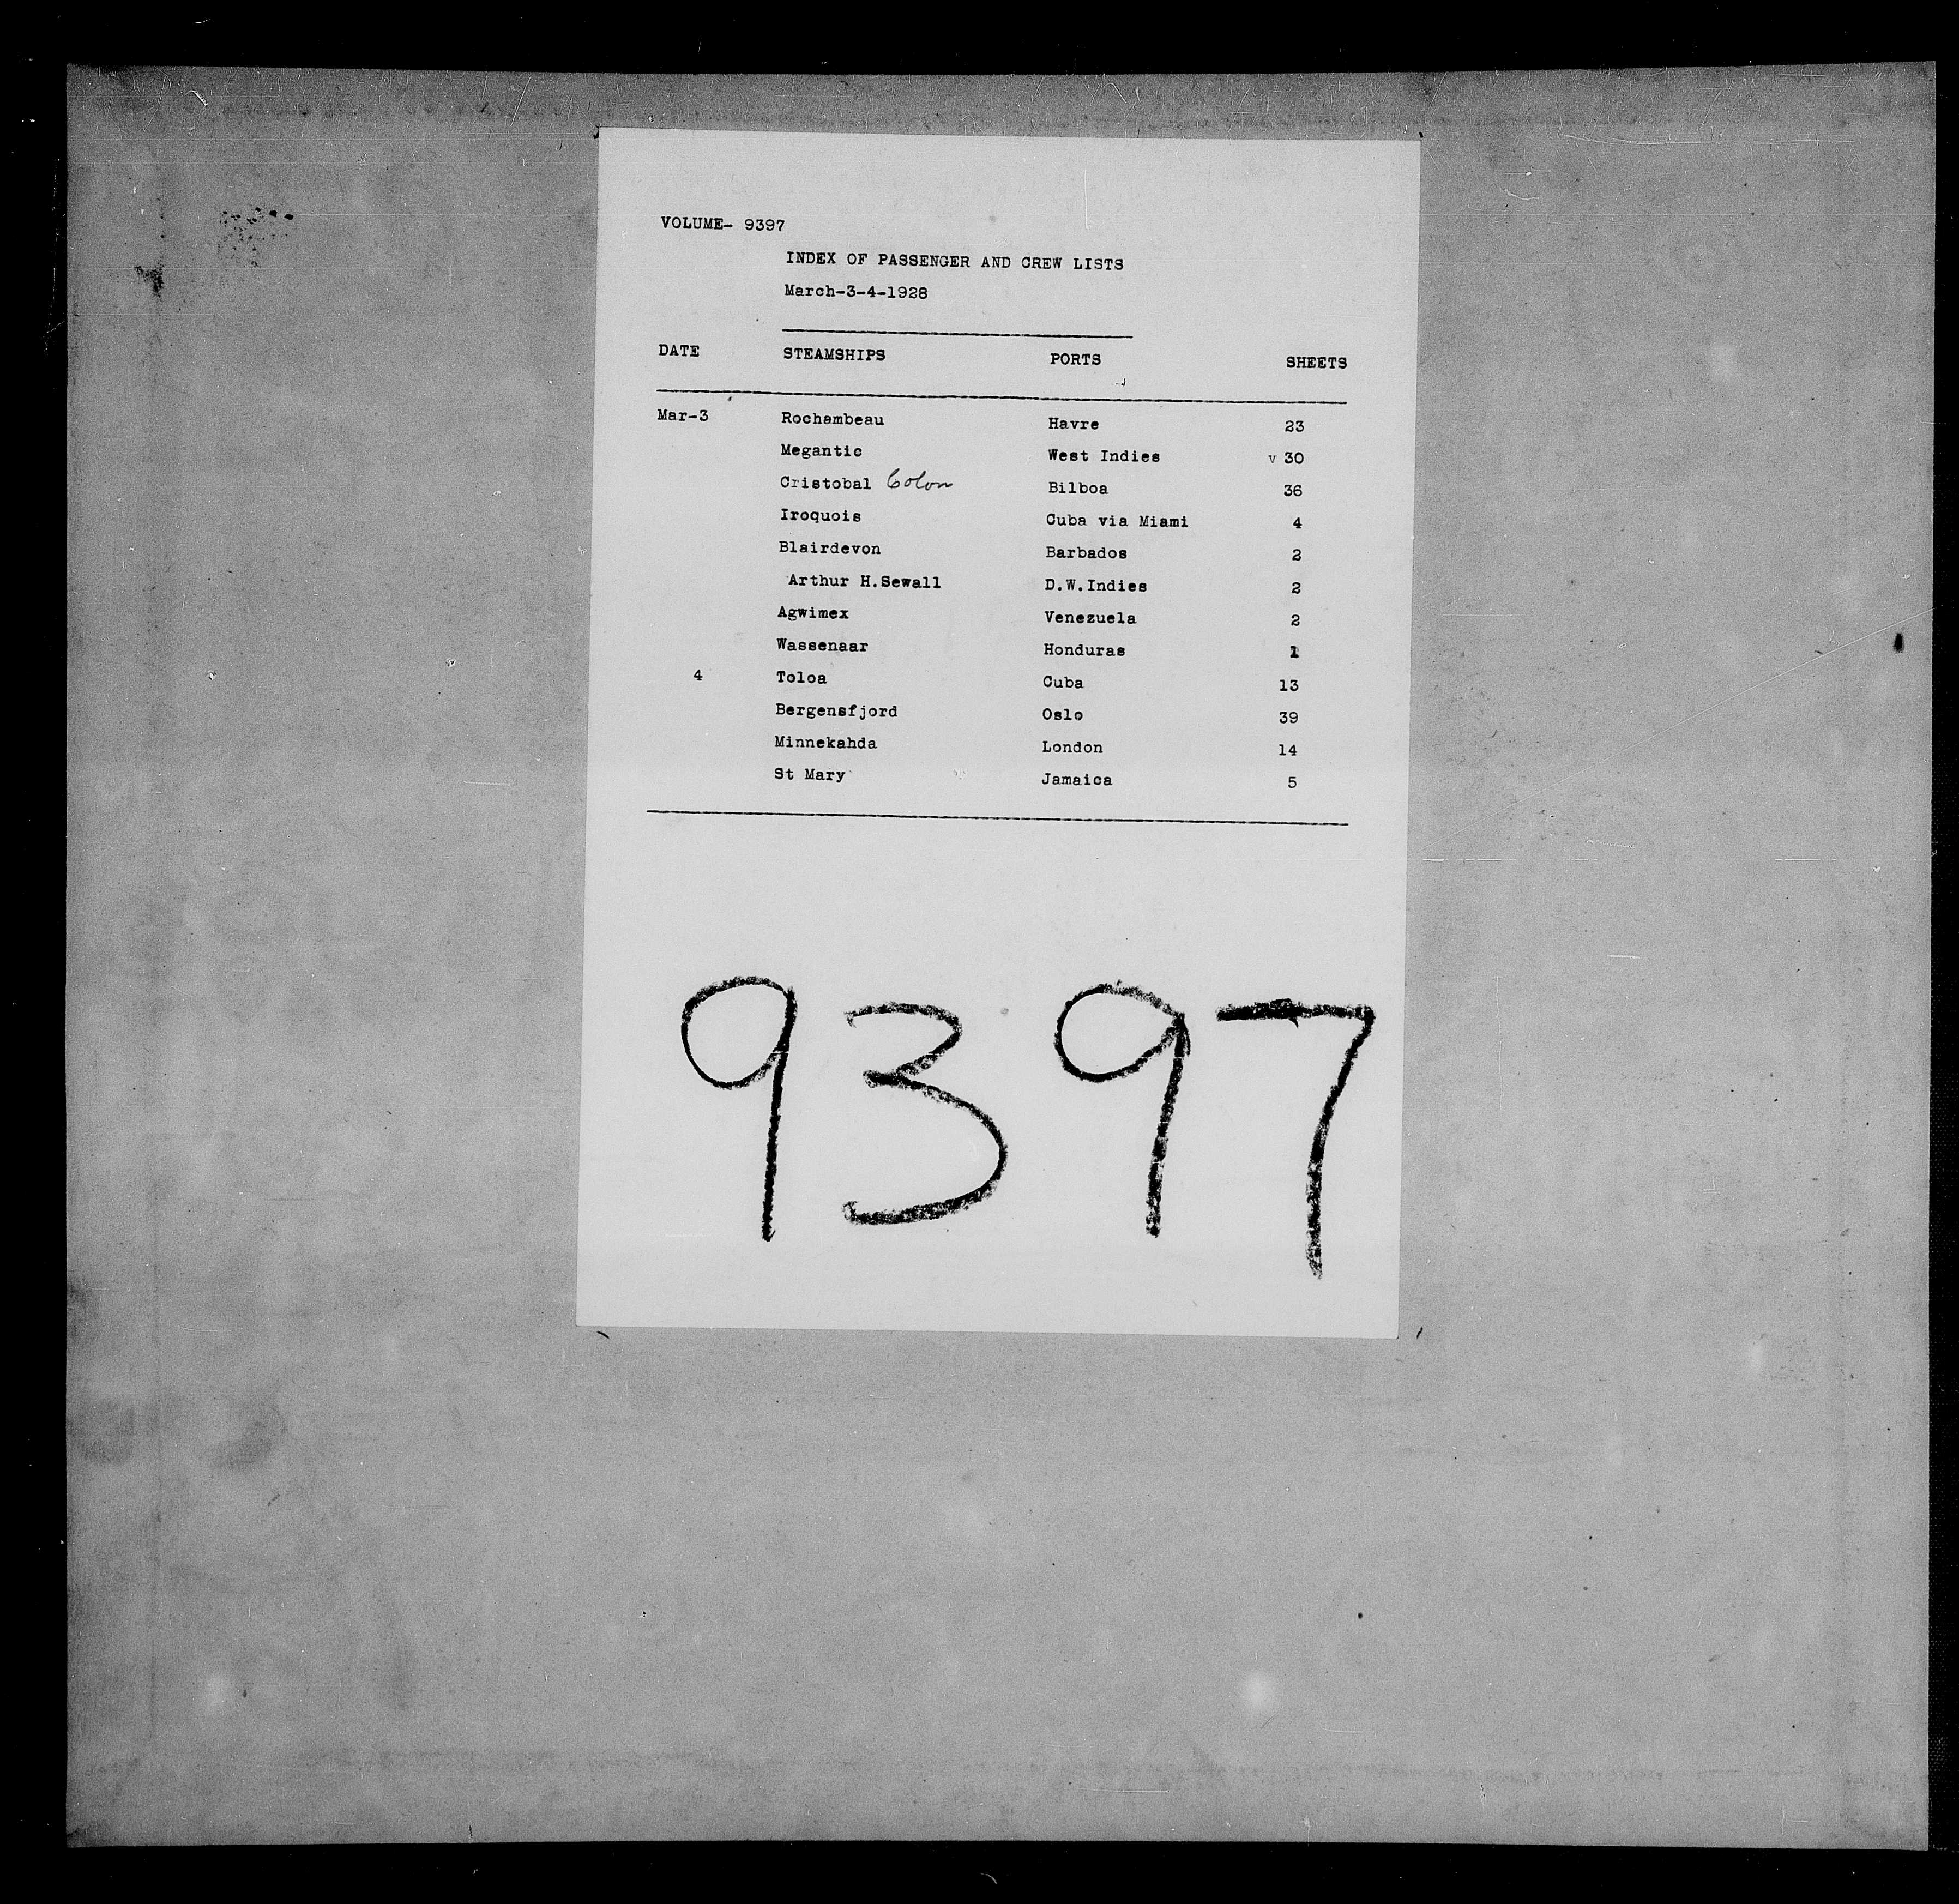 VOLUME- 9397
INDEX OF PASSENGER AND CREW LISTS
March-3-4-1928
DATE STEAMSHIPS PORTS SHEETS
Mar-3 Rochambeau Havre 23
Megantic West Indies v 30
Cristobal Colon Bilboa 36
Iroquois Cuba via Miami 4
Blairdevon Barbados 2
Arthur H.Sewall D.W.Indies 2
Agwimex Venezuela 2
Wassenaar Honduras 1
4 Toloa Cuba 13
Bergensfjord Oslo 39
Minnekahda London 14
St Mary Jamaica 5
9397